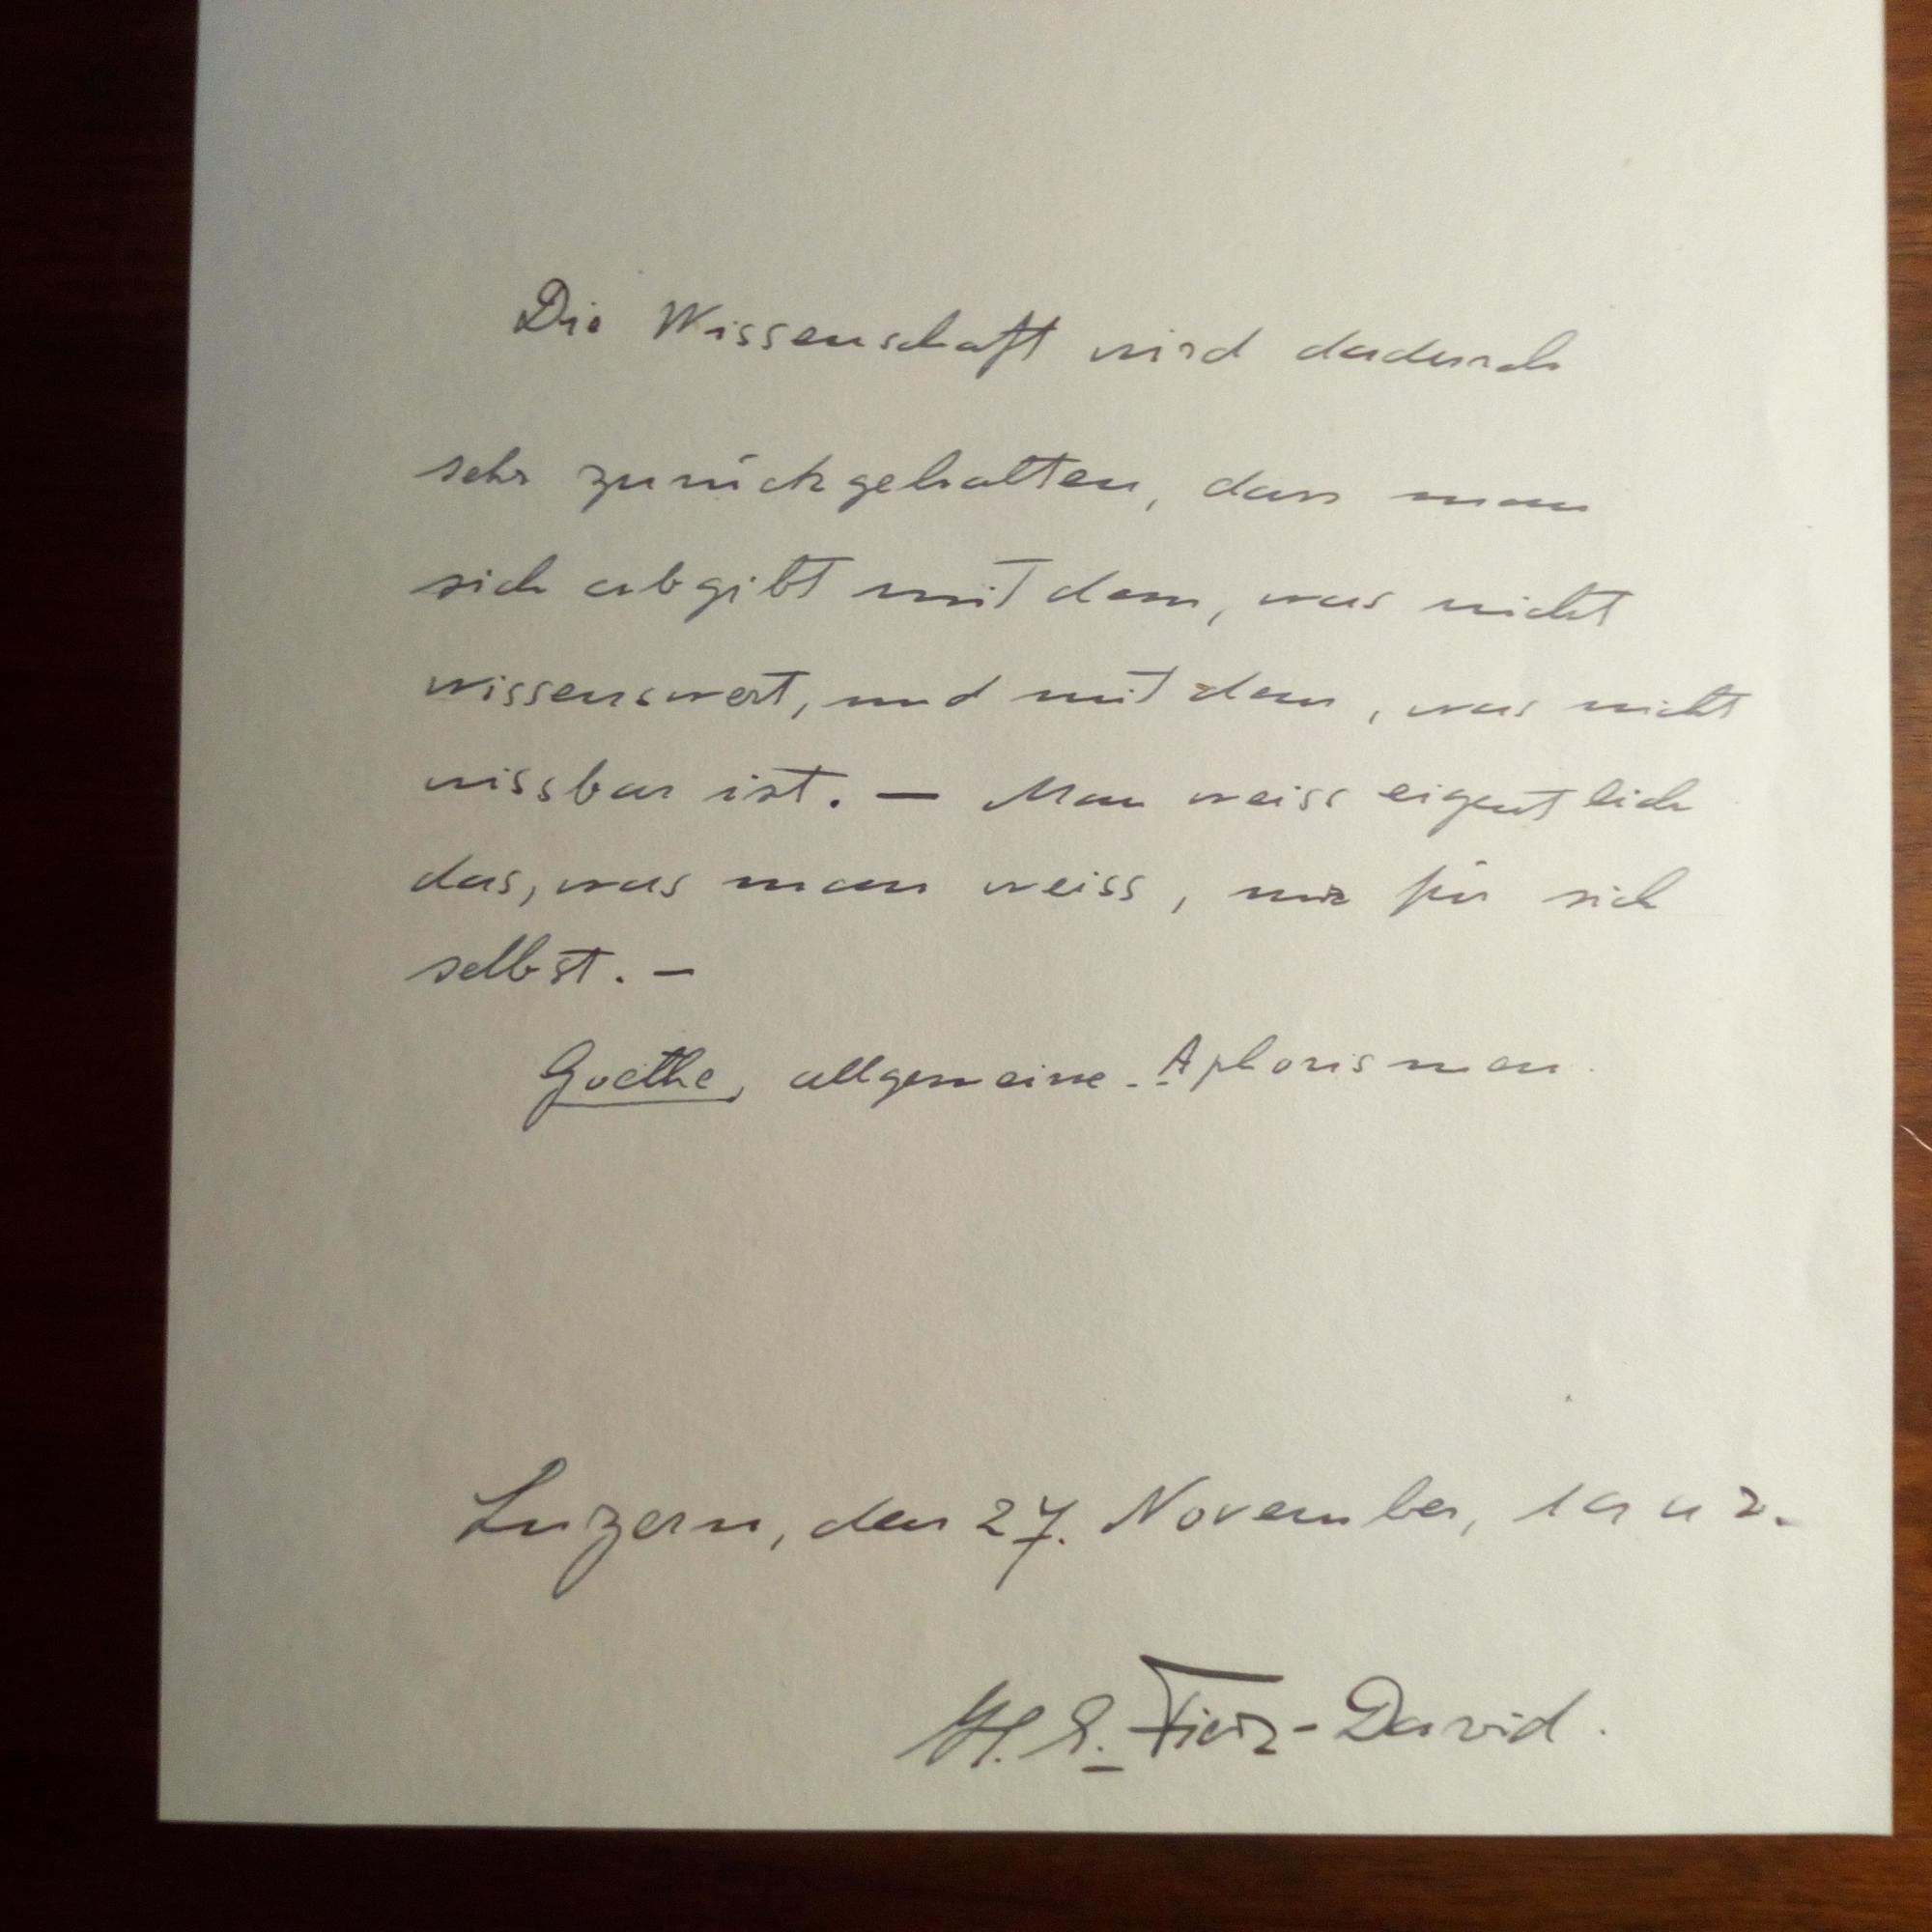 Die Wissenschaft wird dadurch
sehr zurückgehalten, dass man
sich abgibt mit dem, was nicht
wissenswert, und mit dem, was nicht
wissbar ist. — Man weiss eigentlich
das, was man weiss, nur für sich
selbst. –
Goethe, allgemeine Aphorismen.
Luzern, den 27. November, 1942.
H. E. Fierz-David.